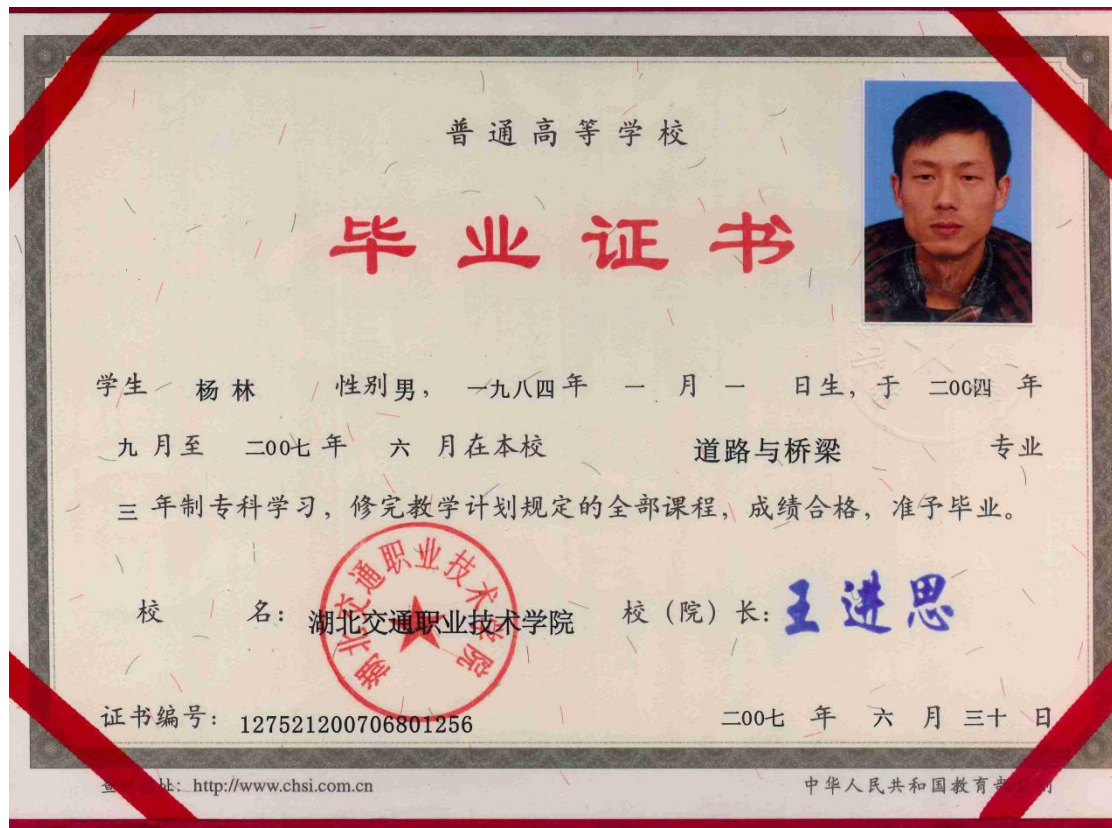 普通高等学校
毕业证书
学生 杨林 性别男, 一九八四年 一 月 一 日生, 于 二00四 年
九 月至 二00七 年 六 月在本校 道路与桥梁 专业
三 年制专科学习, 修完教学计划规定的全部课程, 成绩合格, 准予毕业。
湖北交通职业技术学院
校 名: 湖北交通职业技术学院 校(院)长: 王进思
证书编号: 127521200706801256 二00七 年 六 月 三十 日
http://www.chsi.com.cn 中华人民共和国教育部